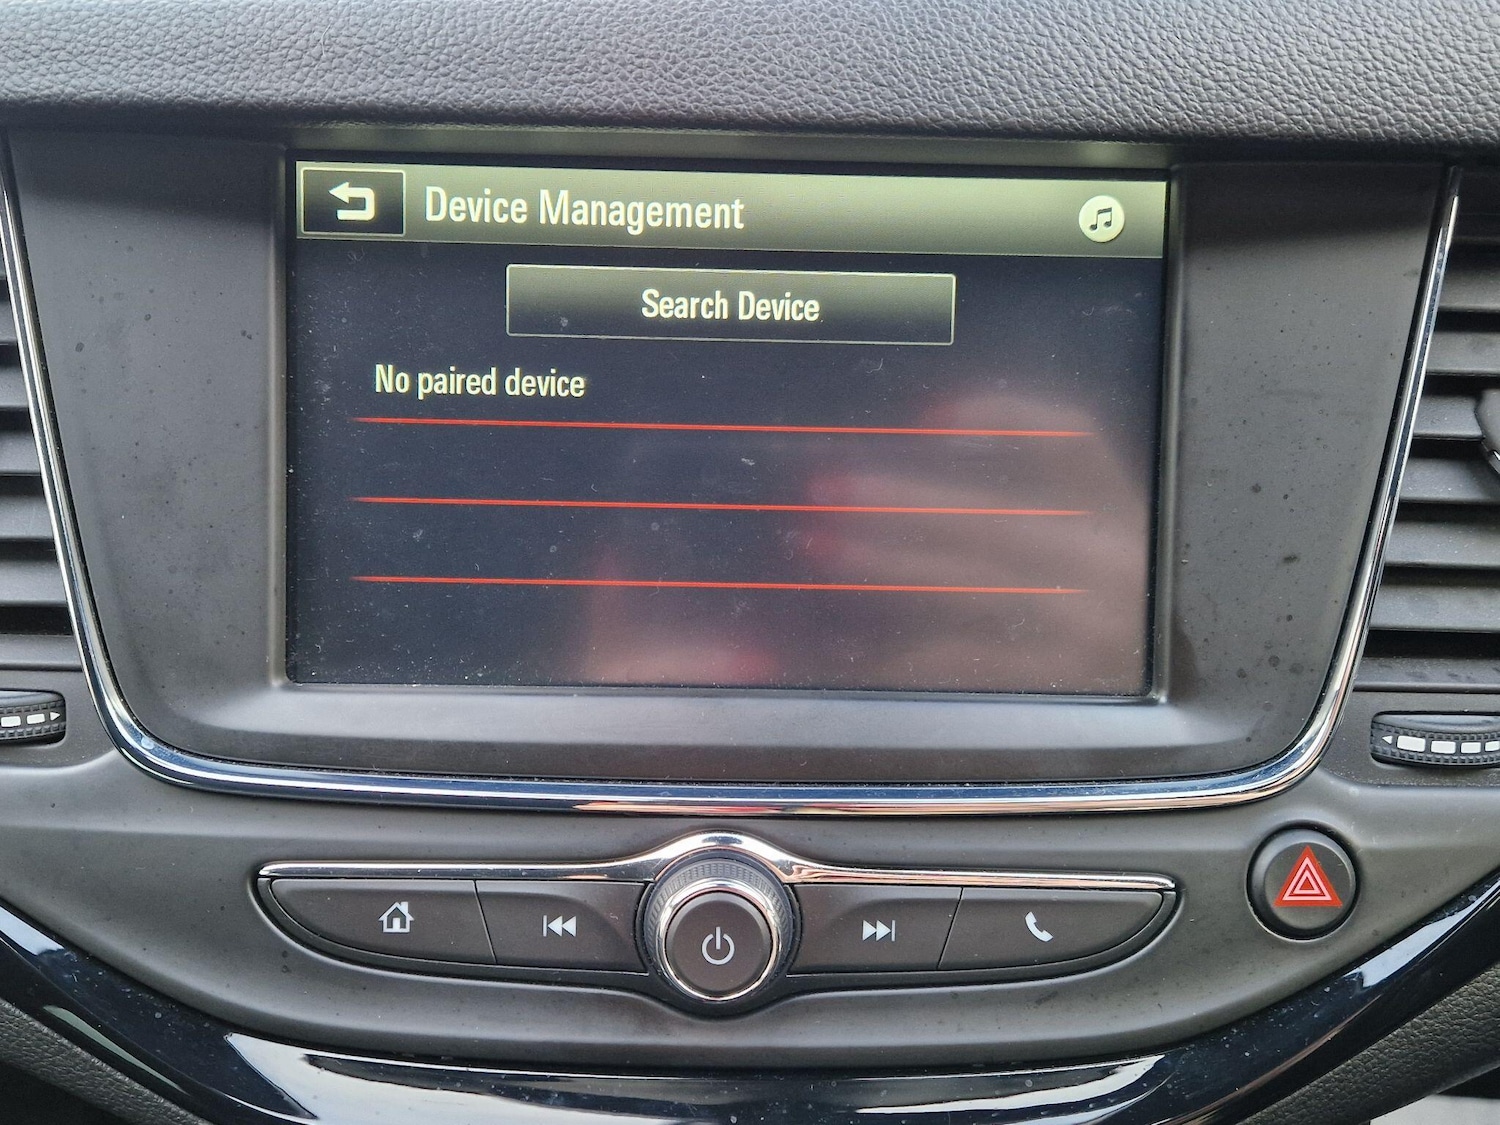 Device Management
Search Device
No paired device